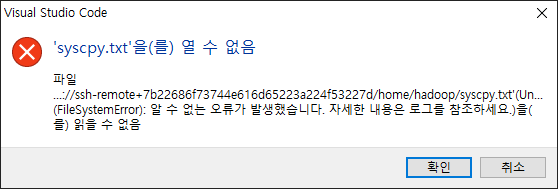 Visual Studio Code
'syscpy.txt'을(를) 열 수 없음
파일
...://ssh-remote+7b22686f73744e616d65223a224f53227d/home/hadoop/syscpy.txt'(Un...
(FileSystemError): 알 수 없는 오류가 발생했습니다. 자세한 내용은 로그를 참조하세요.)을(
를) 읽을 수 없음
확인
취소